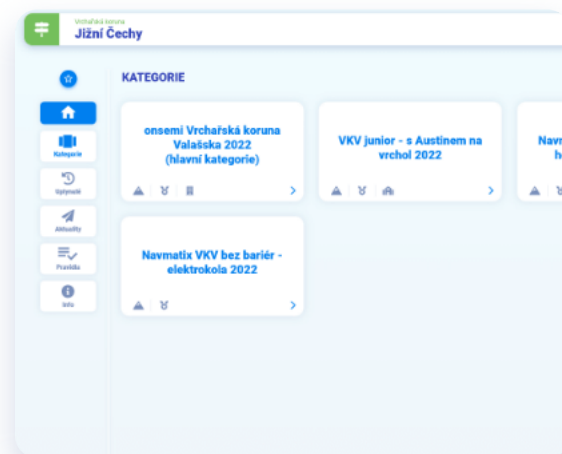 Vrchařská koruna
Jižní Čechy
KATEGORIE
Kategorie
Uplynulé
Aktuality
Pravidla
Info
onsemi Vrchařská koruna
Valašska 2022
(hlavní kategorie)
VKV junior - s Austinem na
vrchol 2022
Navmatix VKV bez bariér -
elektrokola 2022